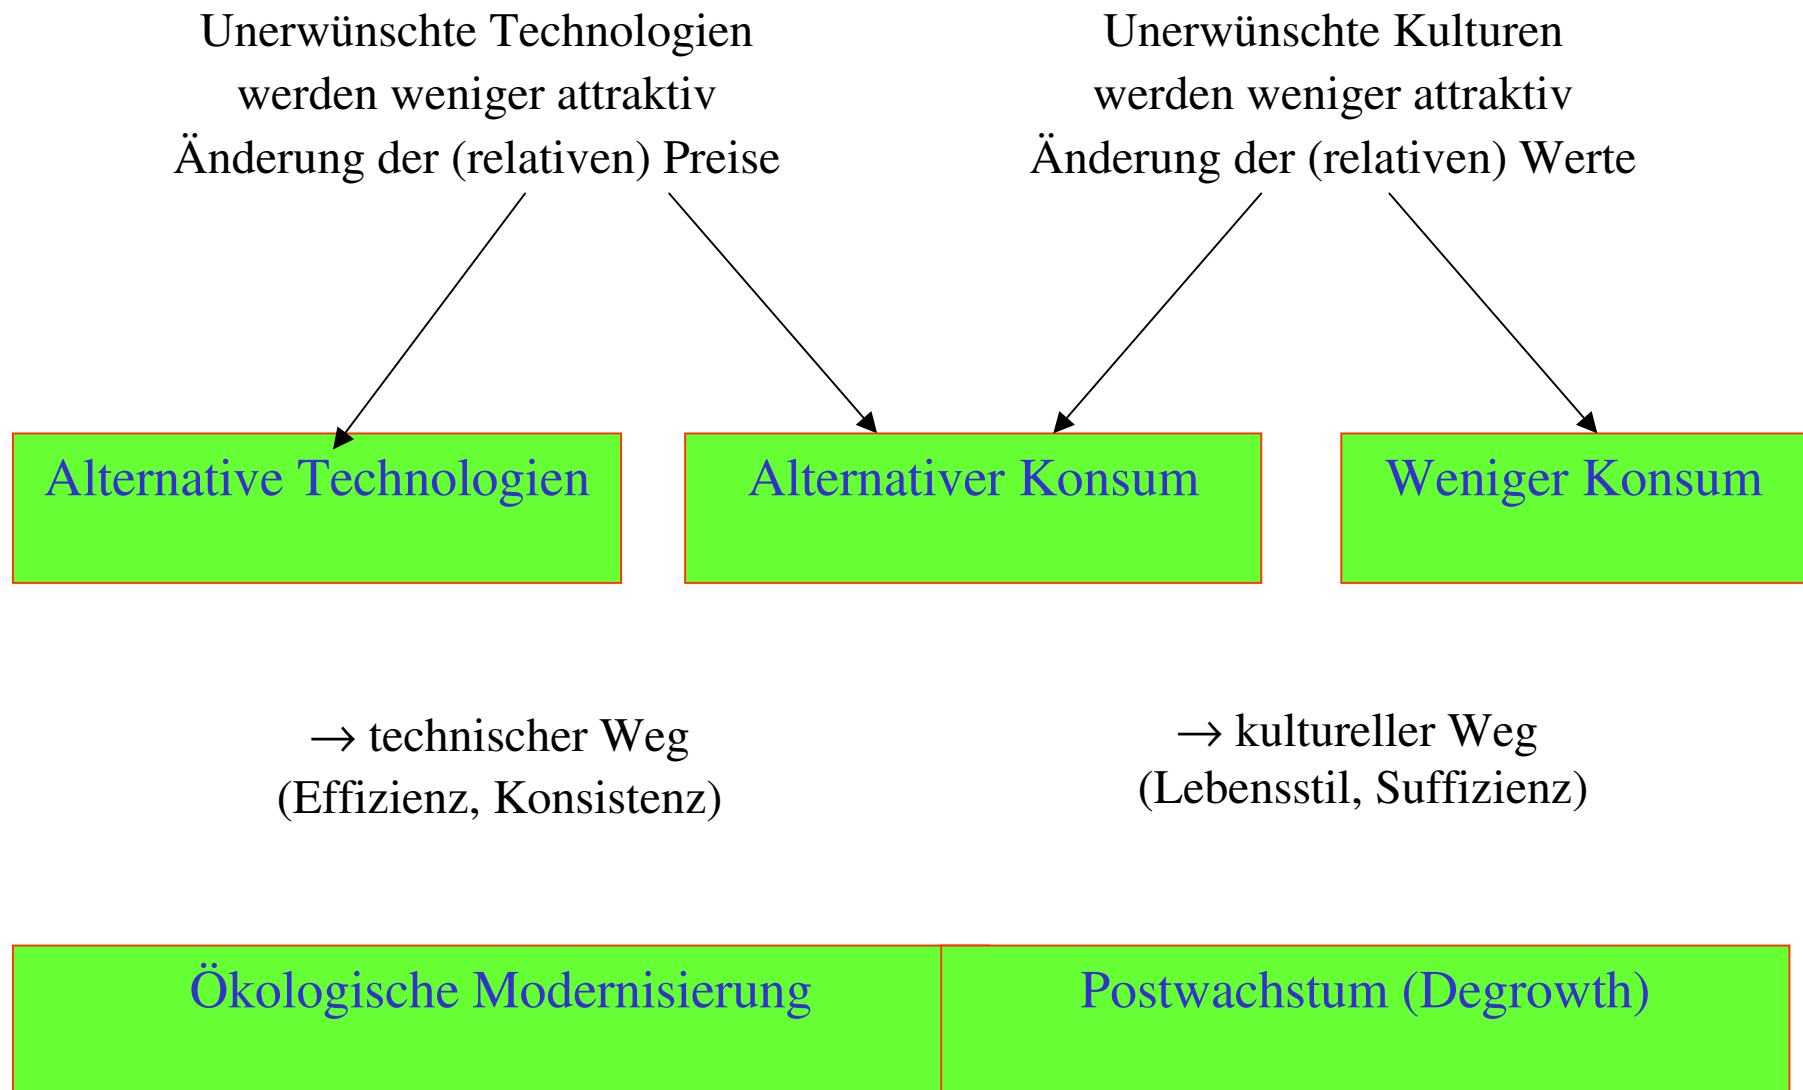 Unerwünschte Technologien
werden weniger attraktiv
Änderung der (relativen) Preise
Unerwünschte Kulturen
werden weniger attraktiv
Änderung der (relativen) Werte
Alternative Technologien
Alternativer Konsum
Weniger Konsum
→ technischer Weg
(Effizienz, Konsistenz)
→ kultureller Weg
(Lebensstil, Suffizienz)
Ökologische Modernisierung
Postwachstum (Degrowth)